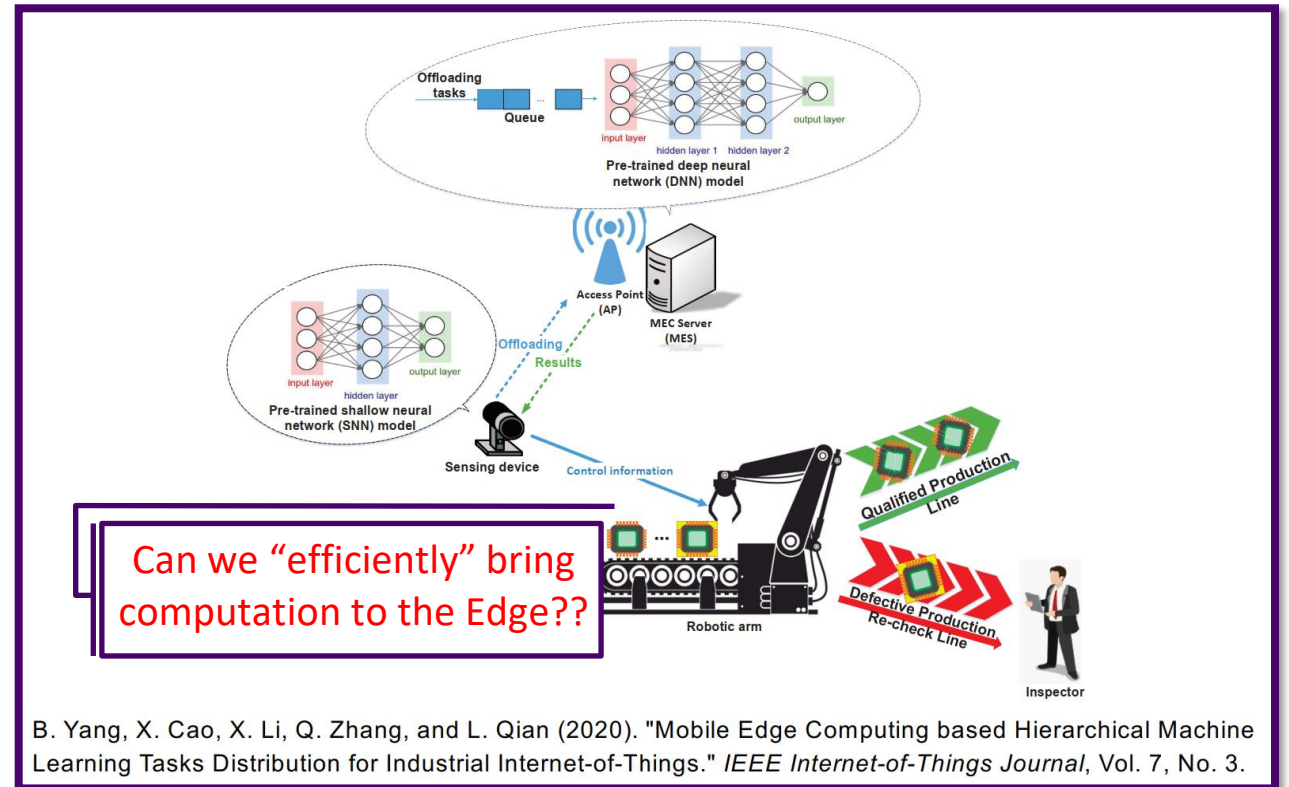 Offloading
tasks
...
Queue
input layer
hidden layer 1
hidden layer 2
output layer
Pre-trained deep neural
network (DNN) model
Access Point
(AP)
MEC Server
(MES)
input layer
hidden layer
output layer
Pre-trained shallow neural
network (SNN) model
Offloading
Results
Sensing device
Control information
...
Robotic arm
Qualified Production
Line
Defective Production
Re-check Line
Inspector
Can we “efficiently” bring
computation to the Edge??
B. Yang, X. Cao, X. Li, Q. Zhang, and L. Qian (2020). "Mobile Edge Computing based Hierarchical Machine
Learning Tasks Distribution for Industrial Internet-of-Things." IEEE Internet-of-Things Journal, Vol. 7, No. 3.